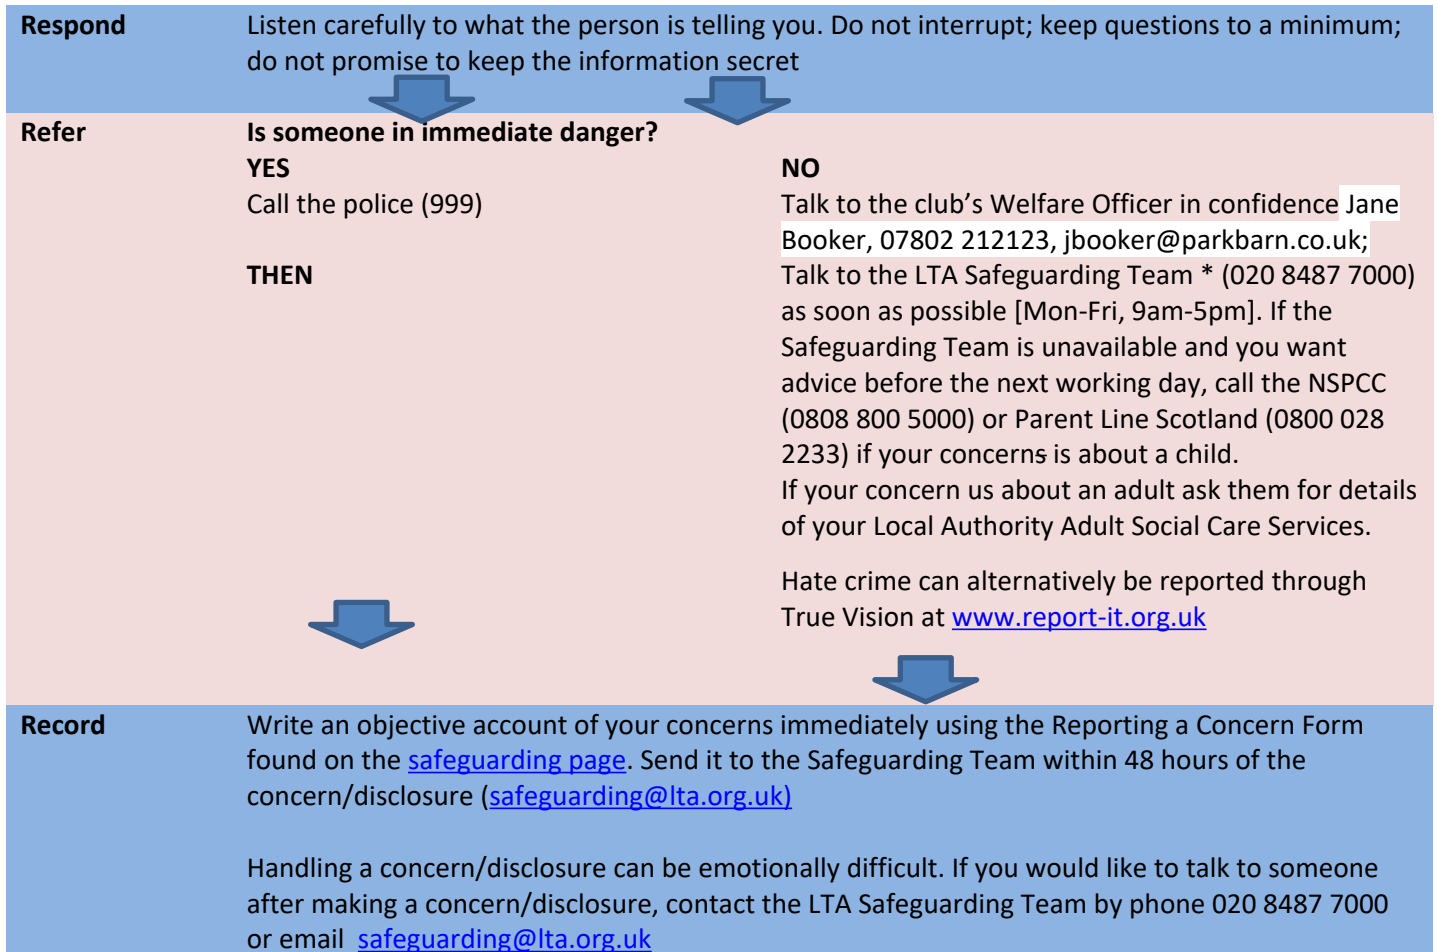 Respond
Listen carefully to what the person is telling you. Do not interrupt; keep questions to a minimum;
do not promise to keep the information secret
Refer
Is someone in immediate danger?
YES
Call the police (999)
THEN
NO
Talk to the club’s Welfare Officer in confidence Jane
Booker, 07802 212123, jbooker@parkbarn.co.uk;
Talk to the LTA Safeguarding Team * (020 8487 7000)
as soon as possible [Mon-Fri, 9am-5pm]. If the
Safeguarding Team is unavailable and you want
advice before the next working day, call the NSPCC
(0808 800 5000) or Parent Line Scotland (0800 028
2233) if your concerns is about a child.
If your concern us about an adult ask them for details
of your Local Authority Adult Social Care Services.
Hate crime can alternatively be reported through
True Vision at www.report-it.org.uk
Record
Write an objective account of your concerns immediately using the Reporting a Concern Form
found on the safeguarding page. Send it to the Safeguarding Team within 48 hours of the
concern/disclosure (safeguarding@lta.org.uk)
Handling a concern/disclosure can be emotionally difficult. If you would like to talk to someone
after making a concern/disclosure, contact the LTA Safeguarding Team by phone 020 8487 7000
or email safeguarding@lta.org.uk